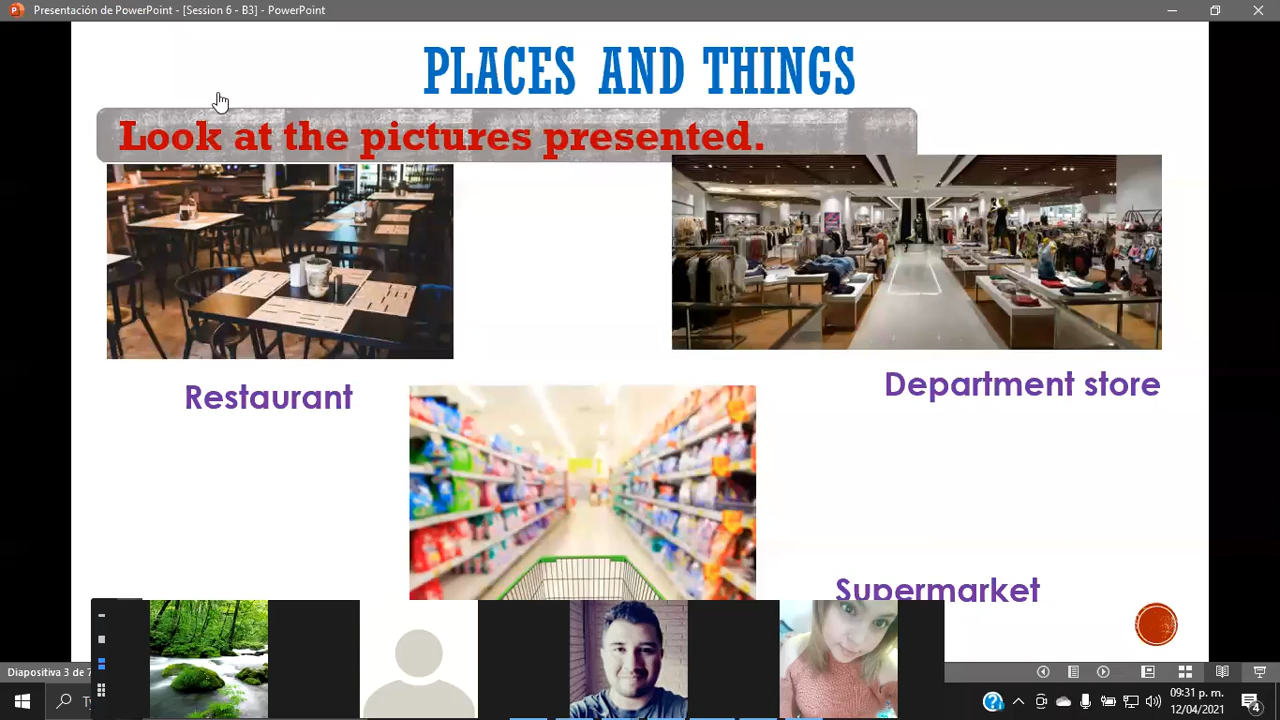 Presentación de PowerPoint - [Session 6 - B3] - PowerPoint
PLACES AND THINGS
Look at the pictures presented.
Restaurant
Department store
Supermarket
Diapositiva 3 de 7
09:31 p. m.
12/04/2021
4